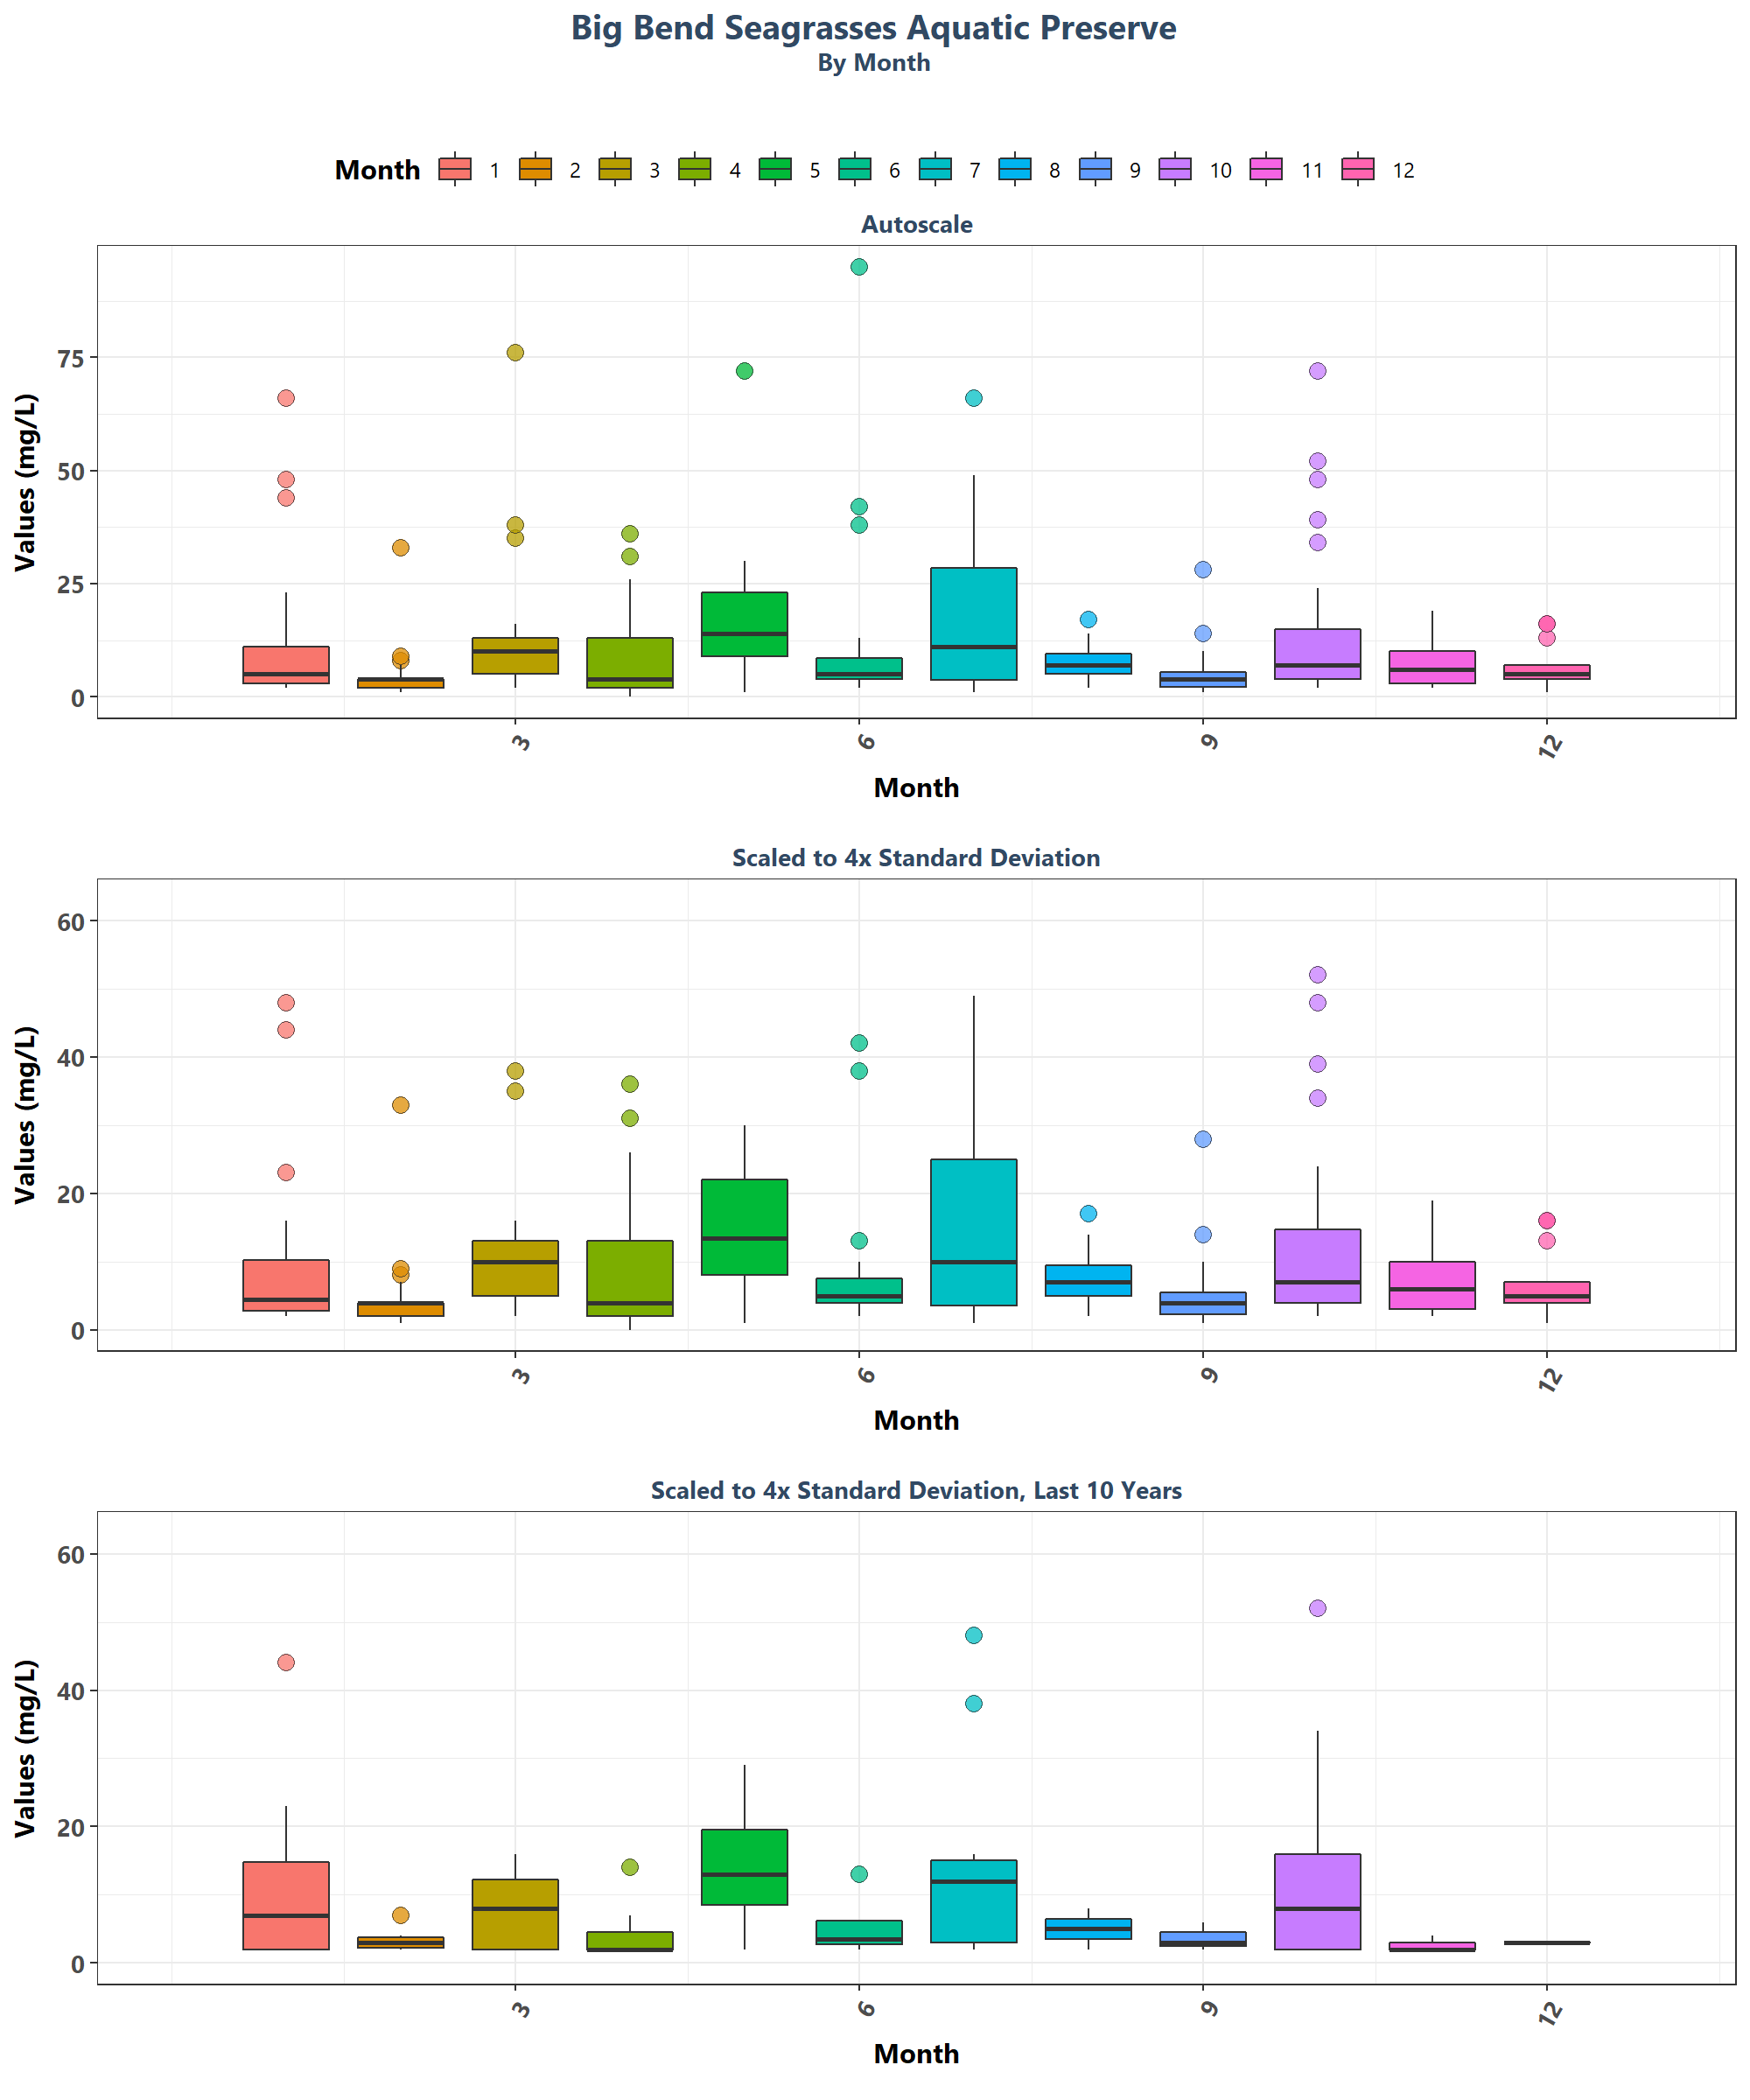 Big Bend Seagrasses Aquatic Preserve
By Month
Month 1 2 3 4 5 6 7 8 9 10 11 12
Autoscale
Values (mg/L)
75
50
25
0
3 6 9 12
Month
Scaled to 4x Standard Deviation
Values (mg/L)
60
40
20
0
3 6 9 12
Month
Scaled to 4x Standard Deviation, Last 10 Years
Values (mg/L)
60
40
20
0
3 6 9 12
Month